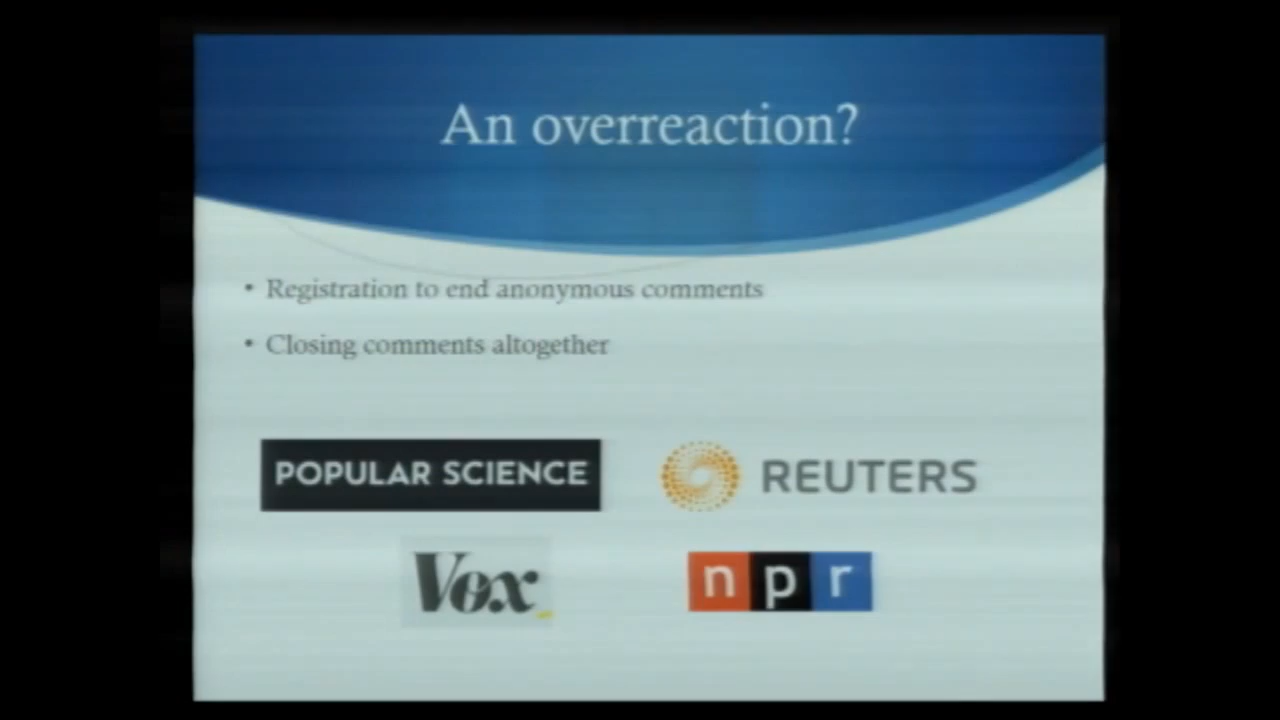 An overreaction?
• Registration to end anonymous comments
• Closing comments altogether
POPULAR SCIENCE
REUTERS
Vox
npr